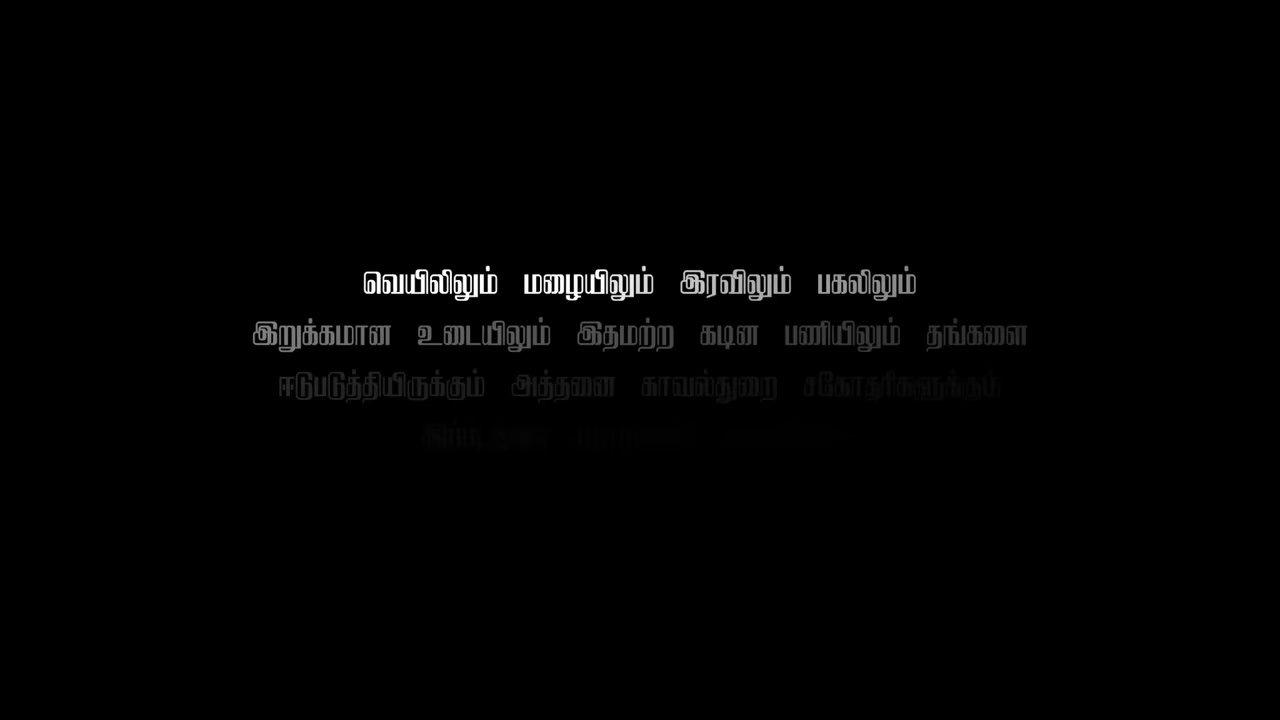 வெயிலிலும் மழையிலும் இரவிலும் பகலிலும்
இறுக்கமான உடையிலும் இதமற்ற கடின பணியிலும் தங்களை
ஈடுபடுத்தியிருக்கும் அத்தனை காவல்துறை சகோதரிகளுக்கும்